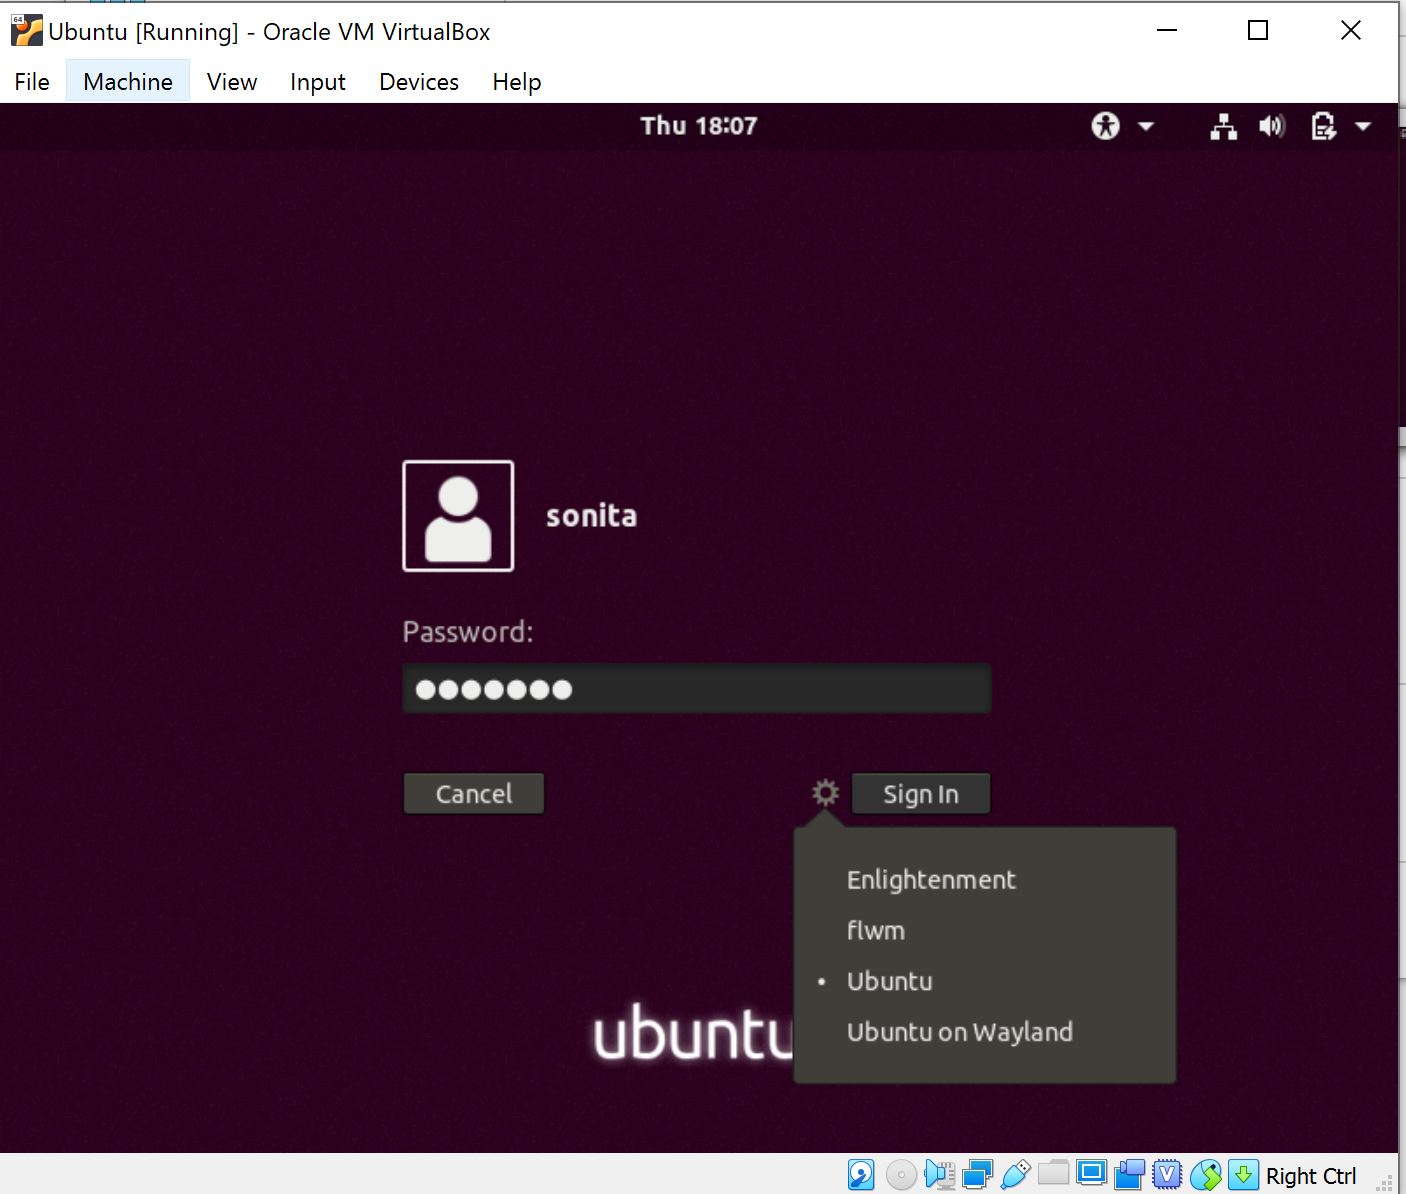 Ubuntu [Running] - Oracle VM VirtualBox
File Machine View Input Devices Help
Thu 18:07
sonita
Password:
Cancel
Sign In
Enlightenment
flwm
• Ubuntu
Ubuntu on Wayland
ubuntu
Right Ctrl